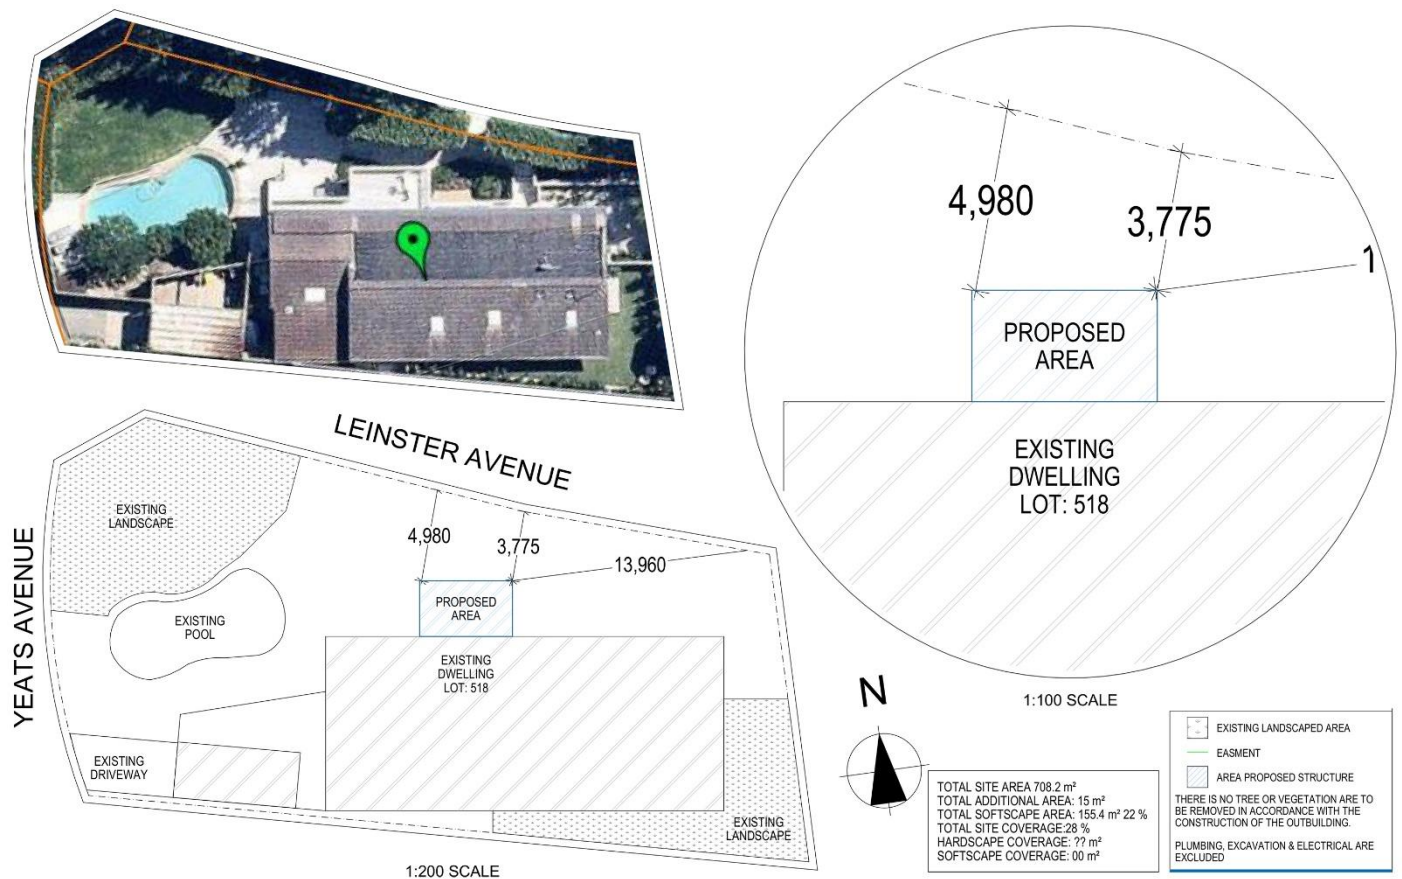 4,980
3,775
1
PROPOSED
AREA
EXISTING
DWELLING
LOT: 518
1:100 SCALE
LEINSTER AVENUE
YEATS AVENUE
EXISTING
LANDSCAPE
4,980
3,775
13,960
PROPOSED
AREA
EXISTING
POOL
EXISTING
DWELLING
LOT: 518
EXISTING
DRIVEWAY
EXISTING
LANDSCAPE
1:200 SCALE
N
TOTAL SITE AREA 708.2 m²
TOTAL ADDITIONAL AREA: 15 m²
TOTAL SOFTSCAPE AREA: 155.4 m² 22 %
TOTAL SITE COVERAGE:28 %
HARDSCAPE COVERAGE: ?? m²
SOFTSCAPE COVERAGE: 00 m²
EXISTING LANDSCAPED AREA
EASMENT
AREA PROPOSED STRUCTURE
THERE IS NO TREE OR VEGETATION ARE TO
BE REMOVED IN ACCORDANCE WITH THE
CONSTRUCTION OF THE OUTBUILDING.
PLUMBING, EXCAVATION & ELECTRICAL ARE
EXCLUDED